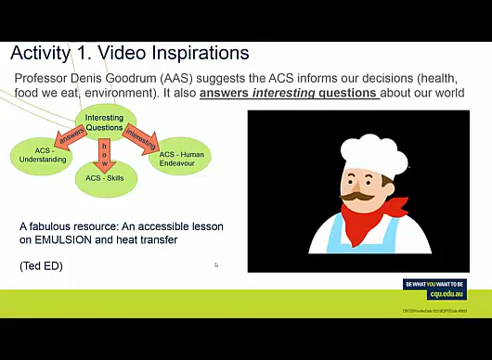 Activity 1. Video Inspirations
Professor Denis Goodrum (AAS) suggests the ACS informs our decisions (health,
food we eat, environment). It also answers interesting questions about our world
Interesting
Questions
answers
how
interesting
ACS -
Understanding
ACS - Skills
ACS - Human
Endeavour
A fabulous resource: An accessible lesson
on EMULSION and heat transfer
(Ted ED)
BE WHAT YOU WANT TO BE
cqu.edu.au